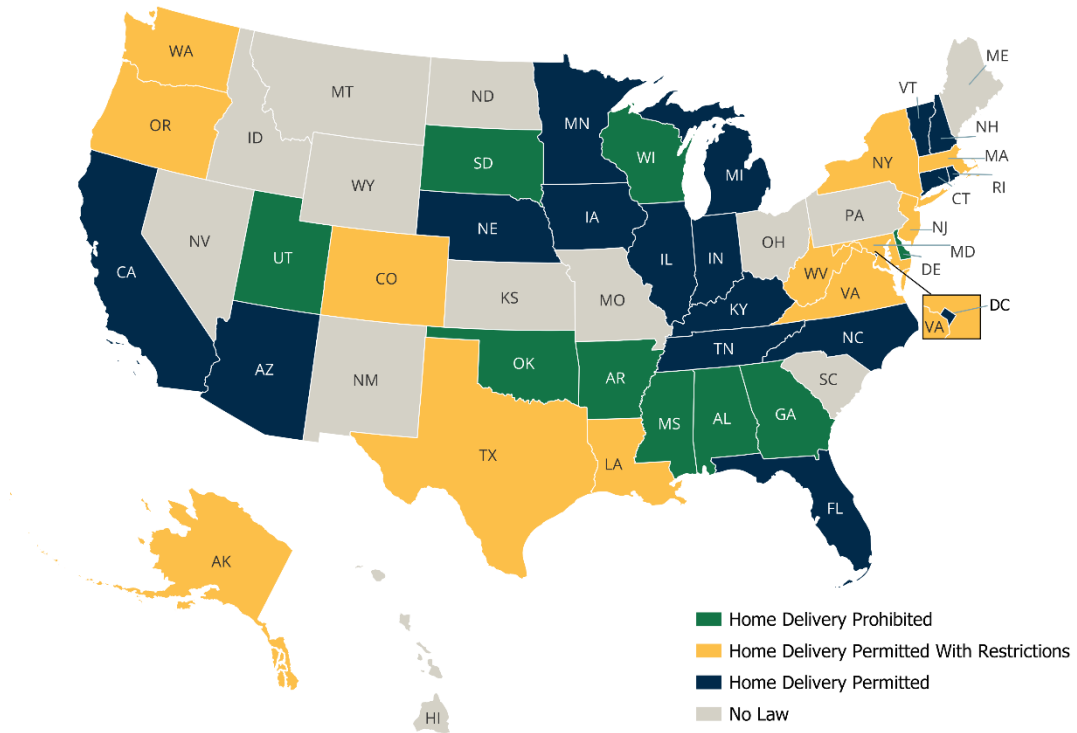 WA
MT
ND
MN
ME
VT
OR
ID
SD
WI
NH
NY
MA
WY
MI
RI
CT
NV
NE
IA
PA
NJ
CA
UT
CO
IL
IN
OH
MD
WV
DE
KS
MO
VA
KY
DC
VA
AZ
NM
OK
AR
TN
NC
SC
MS
AL
GA
TX
LA
FL
AK
HI
Home Delivery Prohibited
Home Delivery Permitted With Restrictions
Home Delivery Permitted
No Law